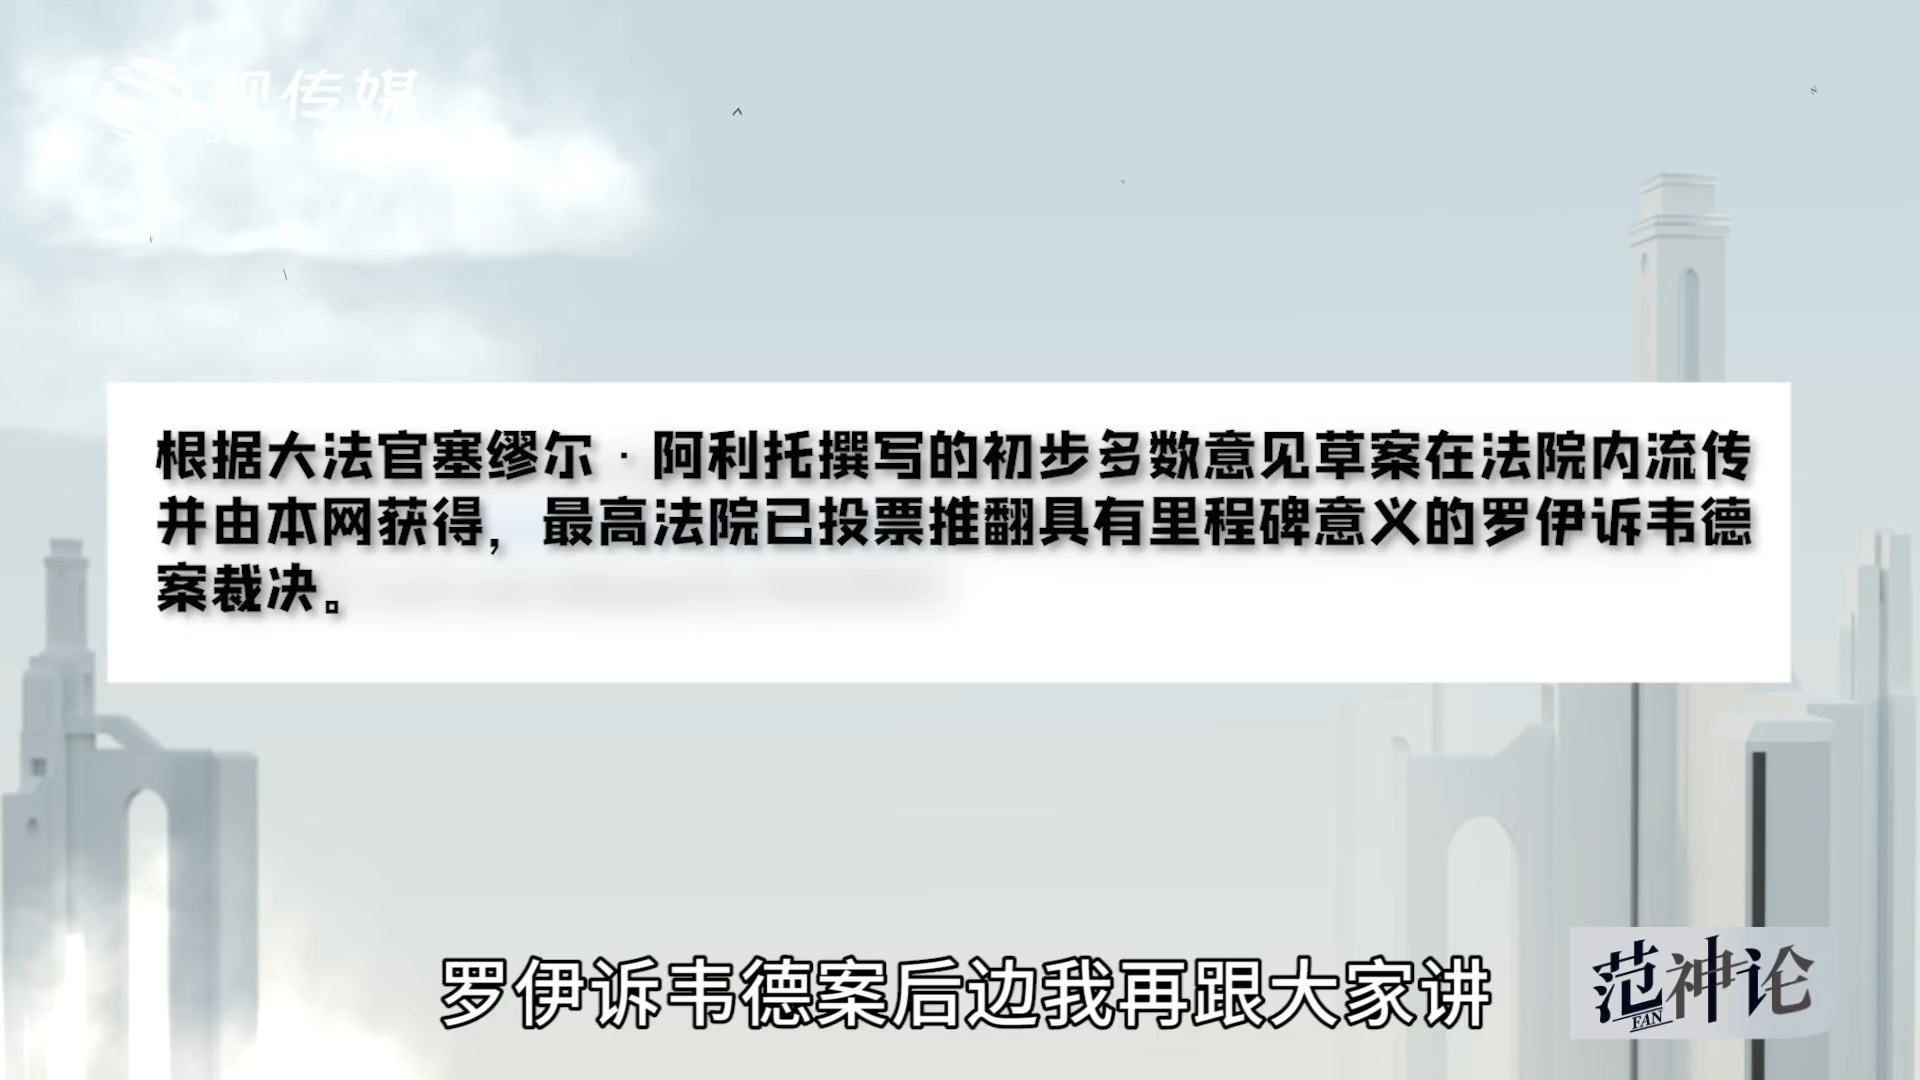 观传媒
根据大法官塞缪尔·阿利托撰写的初步多数意见草案在法院内流传
并由本网获得，最高法院已投票推翻具有里程碑意义的罗伊诉韦德
案裁决。
罗伊诉韦德案后边我再跟大家讲
范神论
FAN